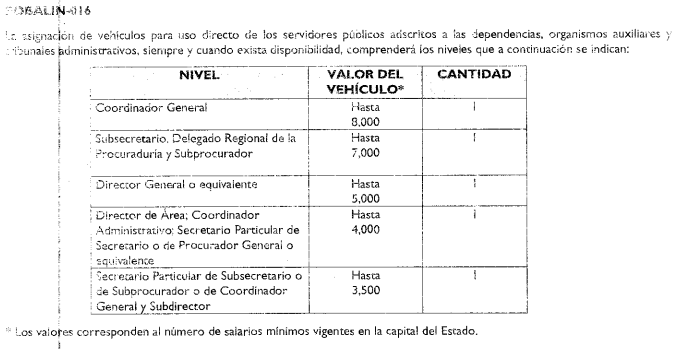 POBALIN-016
La asignación de vehículos para uso directo de los servidores públicos adscritos a las dependencias, organismos auxiliares y
tribunales administrativos, siempre y cuando exista disponibilidad, comprenderá los niveles que a continuación se indican:
NIVEL VALOR DEL VEHÍCULO* CANTIDAD
Coordinador General Hasta 8,000 1
Subsecretario, Delegado Regional de la
Procuraduría y Subprocurador Hasta 7,000 1
Director General o equivalente Hasta 5,000 1
Director de Área; Coordinador
Administrativo; Secretario Particular de
Secretario o de Procurador General o
equivalente Hasta 4,000 1
Secretario Particular de Subsecretario o
de Subprocurador o de Coordinador
General y Subdirector Hasta 3,500 1
* Los valores corresponden al número de salarios mínimos vigentes en la capital del Estado.